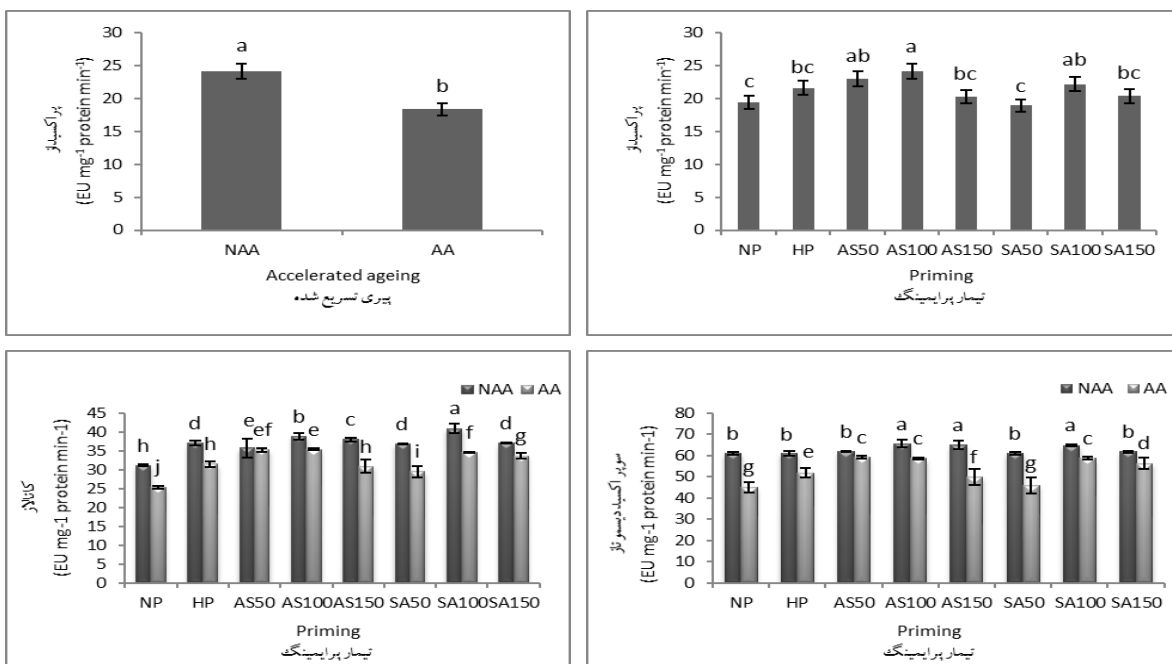 پراکسیداز
(EU mg-1 protein min-1)
30
25
20
15
10
5
0
a
b
NAA AA
Accelerated ageing
پیری تسریع شده
پراکسیداز
(EU mg-1 protein min-1)
30
25
20
15
10
5
0
c bc ab a bc c ab bc
NP HP AS50 AS100 AS150 SA50 SA100 SA150
Priming
تیمار پرایمینگ
کاتالاز
(EU mg-1 protein min-1)
NAA AA
45
40
35
30
25
20
15
10
5
0
h j d h e ef b e c h d i a f d g
NP HP AS50 AS100 AS150 SA50 SA100 SA150
Priming
تیمار پرایمینگ
سوپر اکسید دیسموتاز
(EU mg-1 protein min-1)
NAA AA
80
70
60
50
40
30
20
10
0
b g b e b c a c a f b g a c b d
NP HP AS50 AS100 AS150 SA50 SA100 SA150
Priming
تیمار پرایمینگ